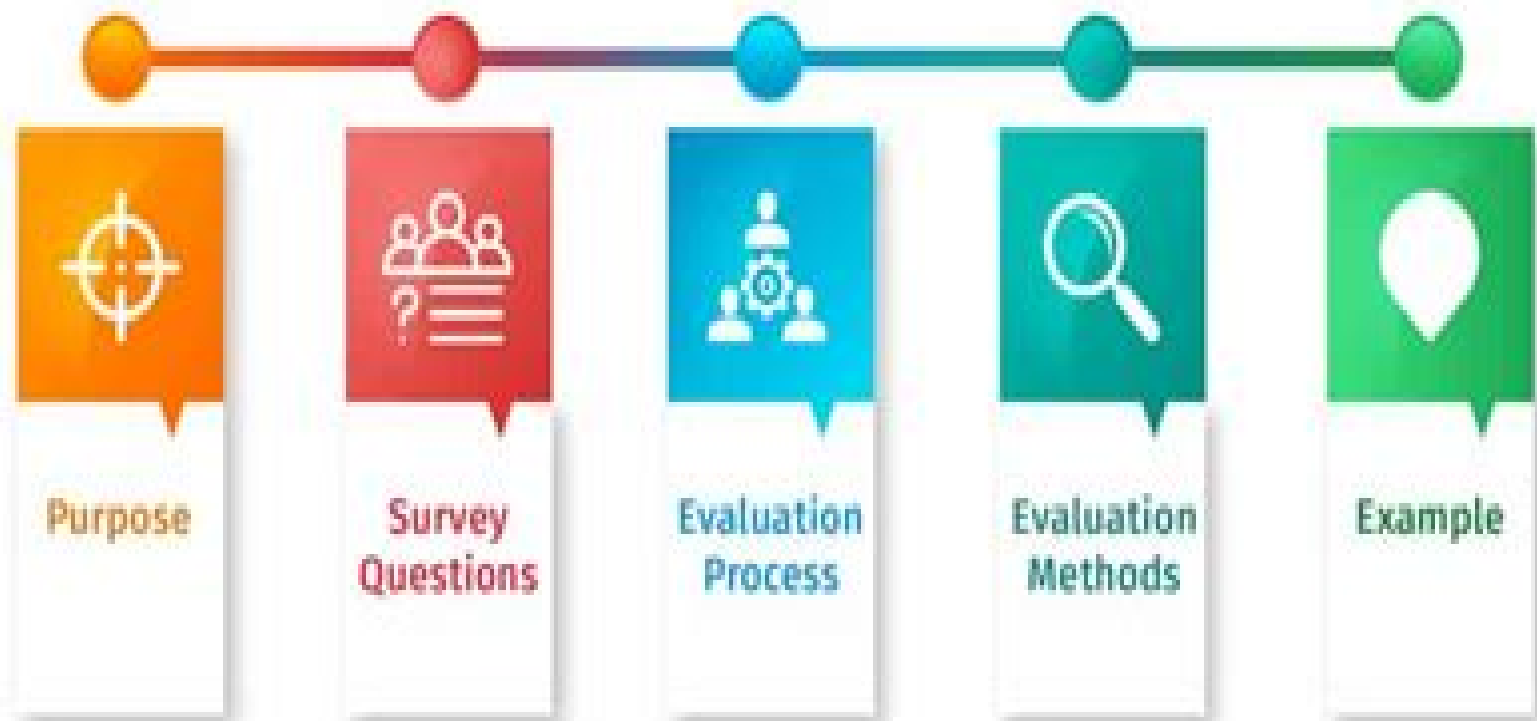 Purpose
Survey
Questions
Evaluation
Process
Evaluation
Methods
Example